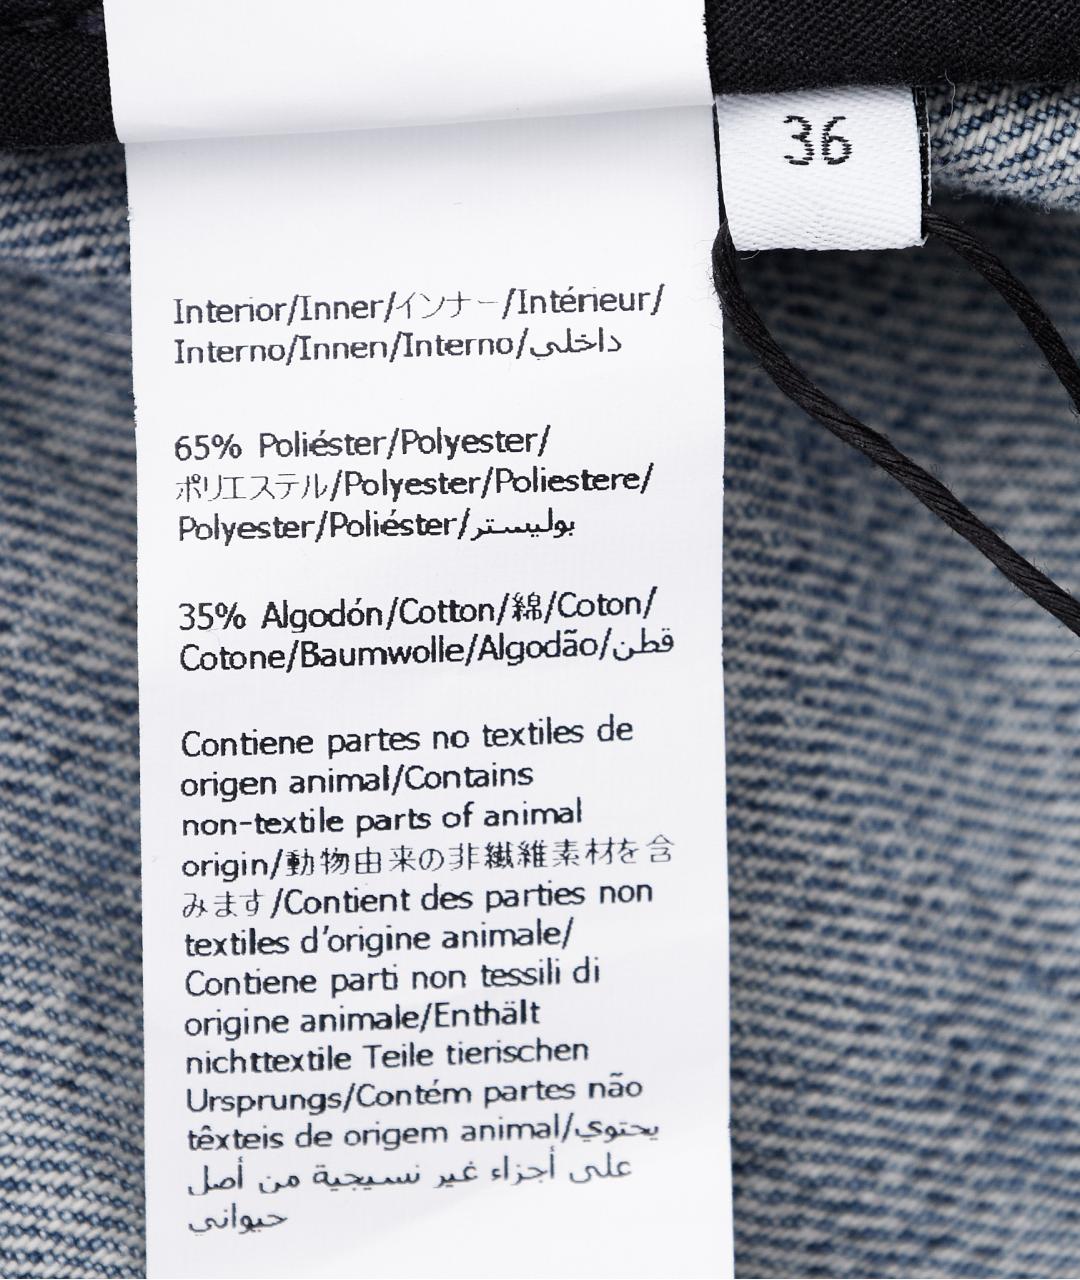 36
Interior/Inner/インナー/Intérieur/
Interno/Innen/Interno/داخلي
65% Poliéster/Polyester/
ポリエステル/Polyester/Poliestere/
Polyester/Poliéster/بوليستر
35% Algodón/Cotton/綿/Coton/
Cotone/Baumwolle/Algodão/قطن
Contiene partes no textiles de
origen animal/Contains
non-textile parts of animal
origin/動物由来の非繊維素材を含
みます/Contient des parties non
textiles d'origine animale/
Contiene parti non tessili di
origine animale/Enthält
nichttextile Teile tierischen
Ursprungs/Contém partes não
têxteis de origem animal/يحتوي
على أجزاء غير نسيجية من أصل
حيواني